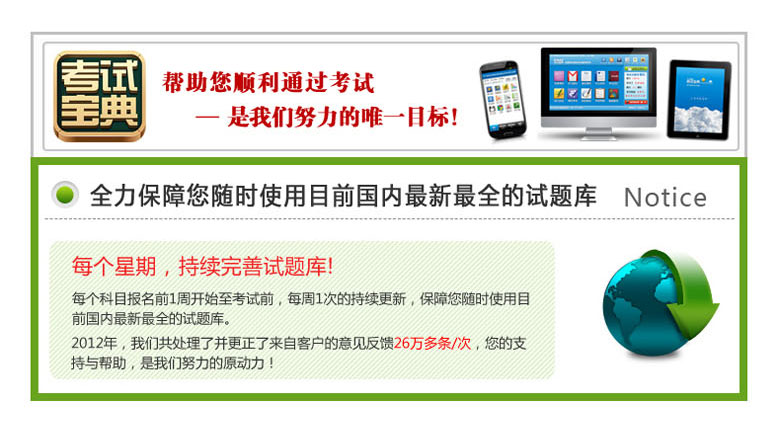 考试
宝典
帮助您顺利通过考试
— 是我们努力的唯一目标!
全力保障您随时使用目前国内最新最全的试题库 Notice
每个星期，持续完善试题库!
每个科目报名前1周开始至考试前，每周1次的持续更新，保障您随时使用目
前国内最新最全的试题库。
2012年，我们共处理了并更正了来自客户的意见反馈26万多条/次，您的支
持与帮助，是我们努力的原动力！